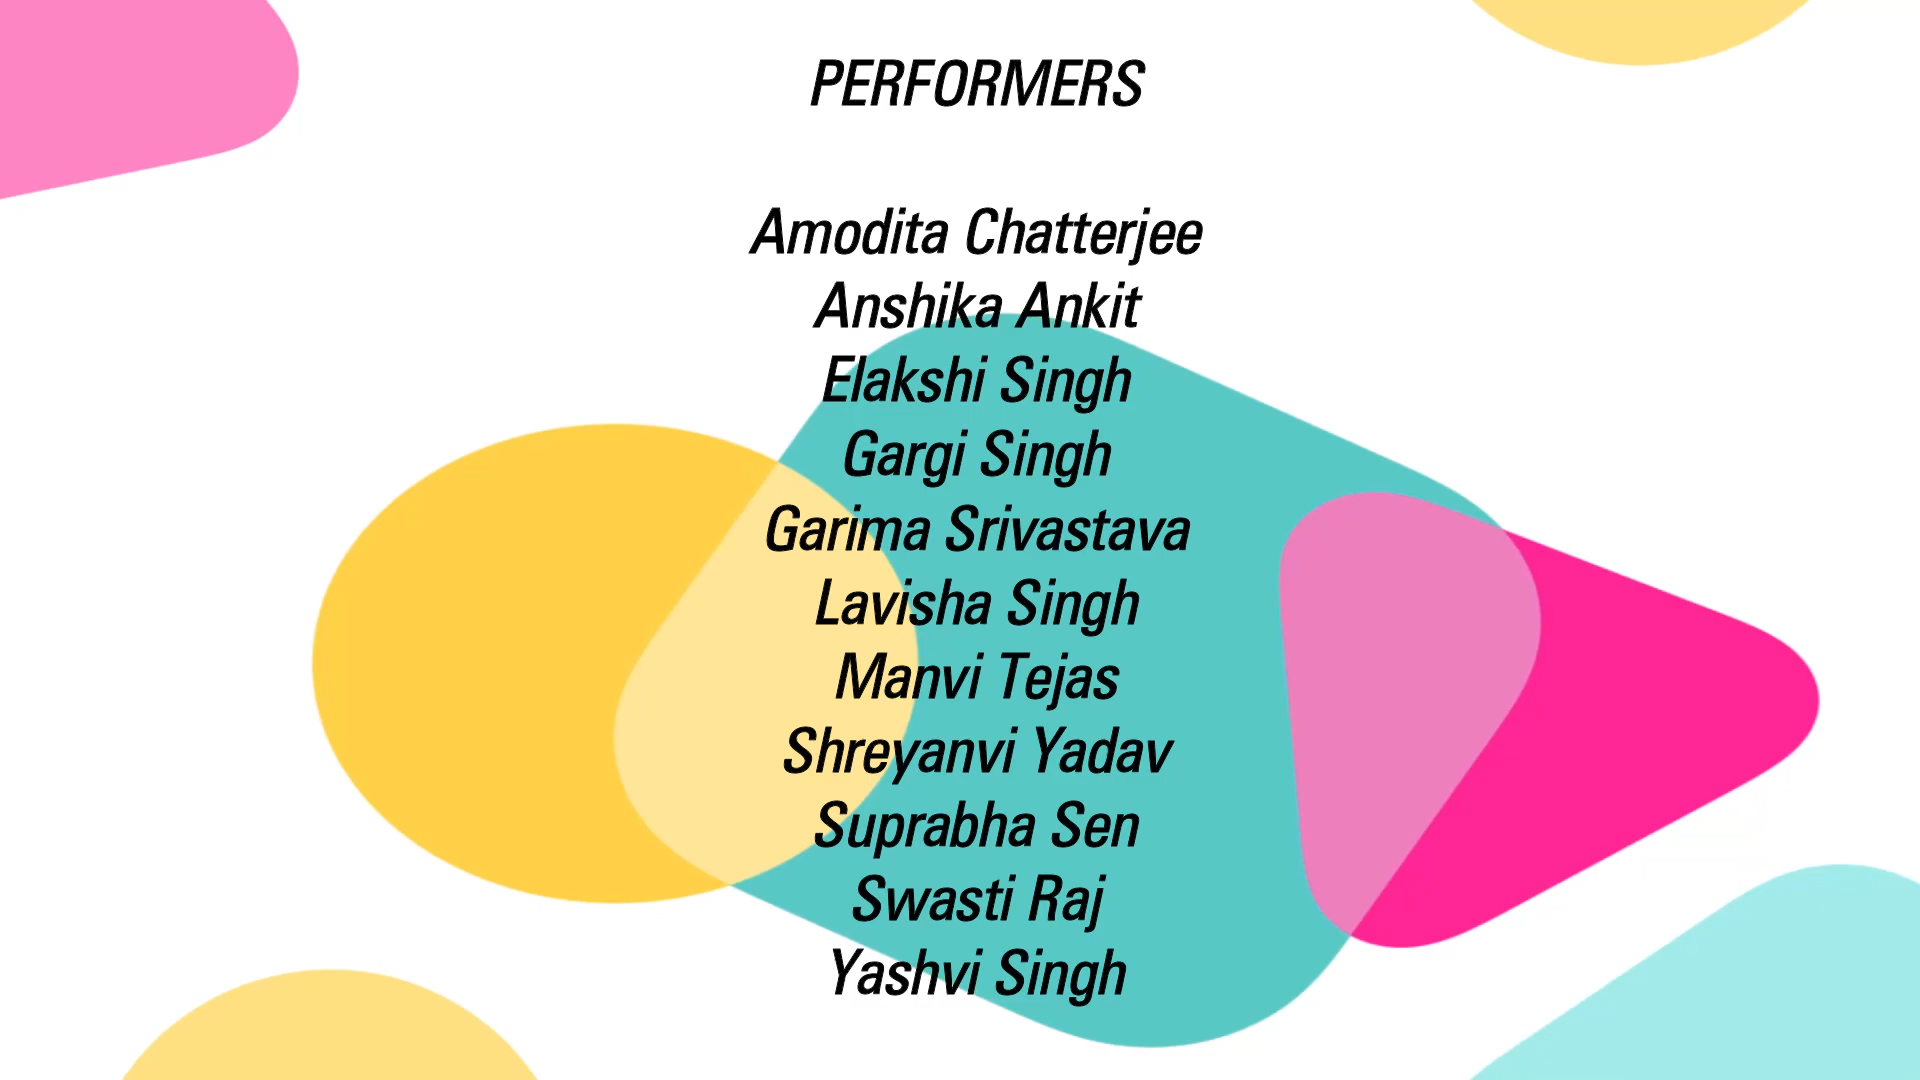 PERFORMERS
Amodita Chatterjee
Anshika Ankit
Elakshi Singh
Gargi Singh
Garima Srivastava
Lavisha Singh
Manvi Tejas
Shreyanvi Yadav
Suprabha Sen
Swasti Raj
Yashvi Singh